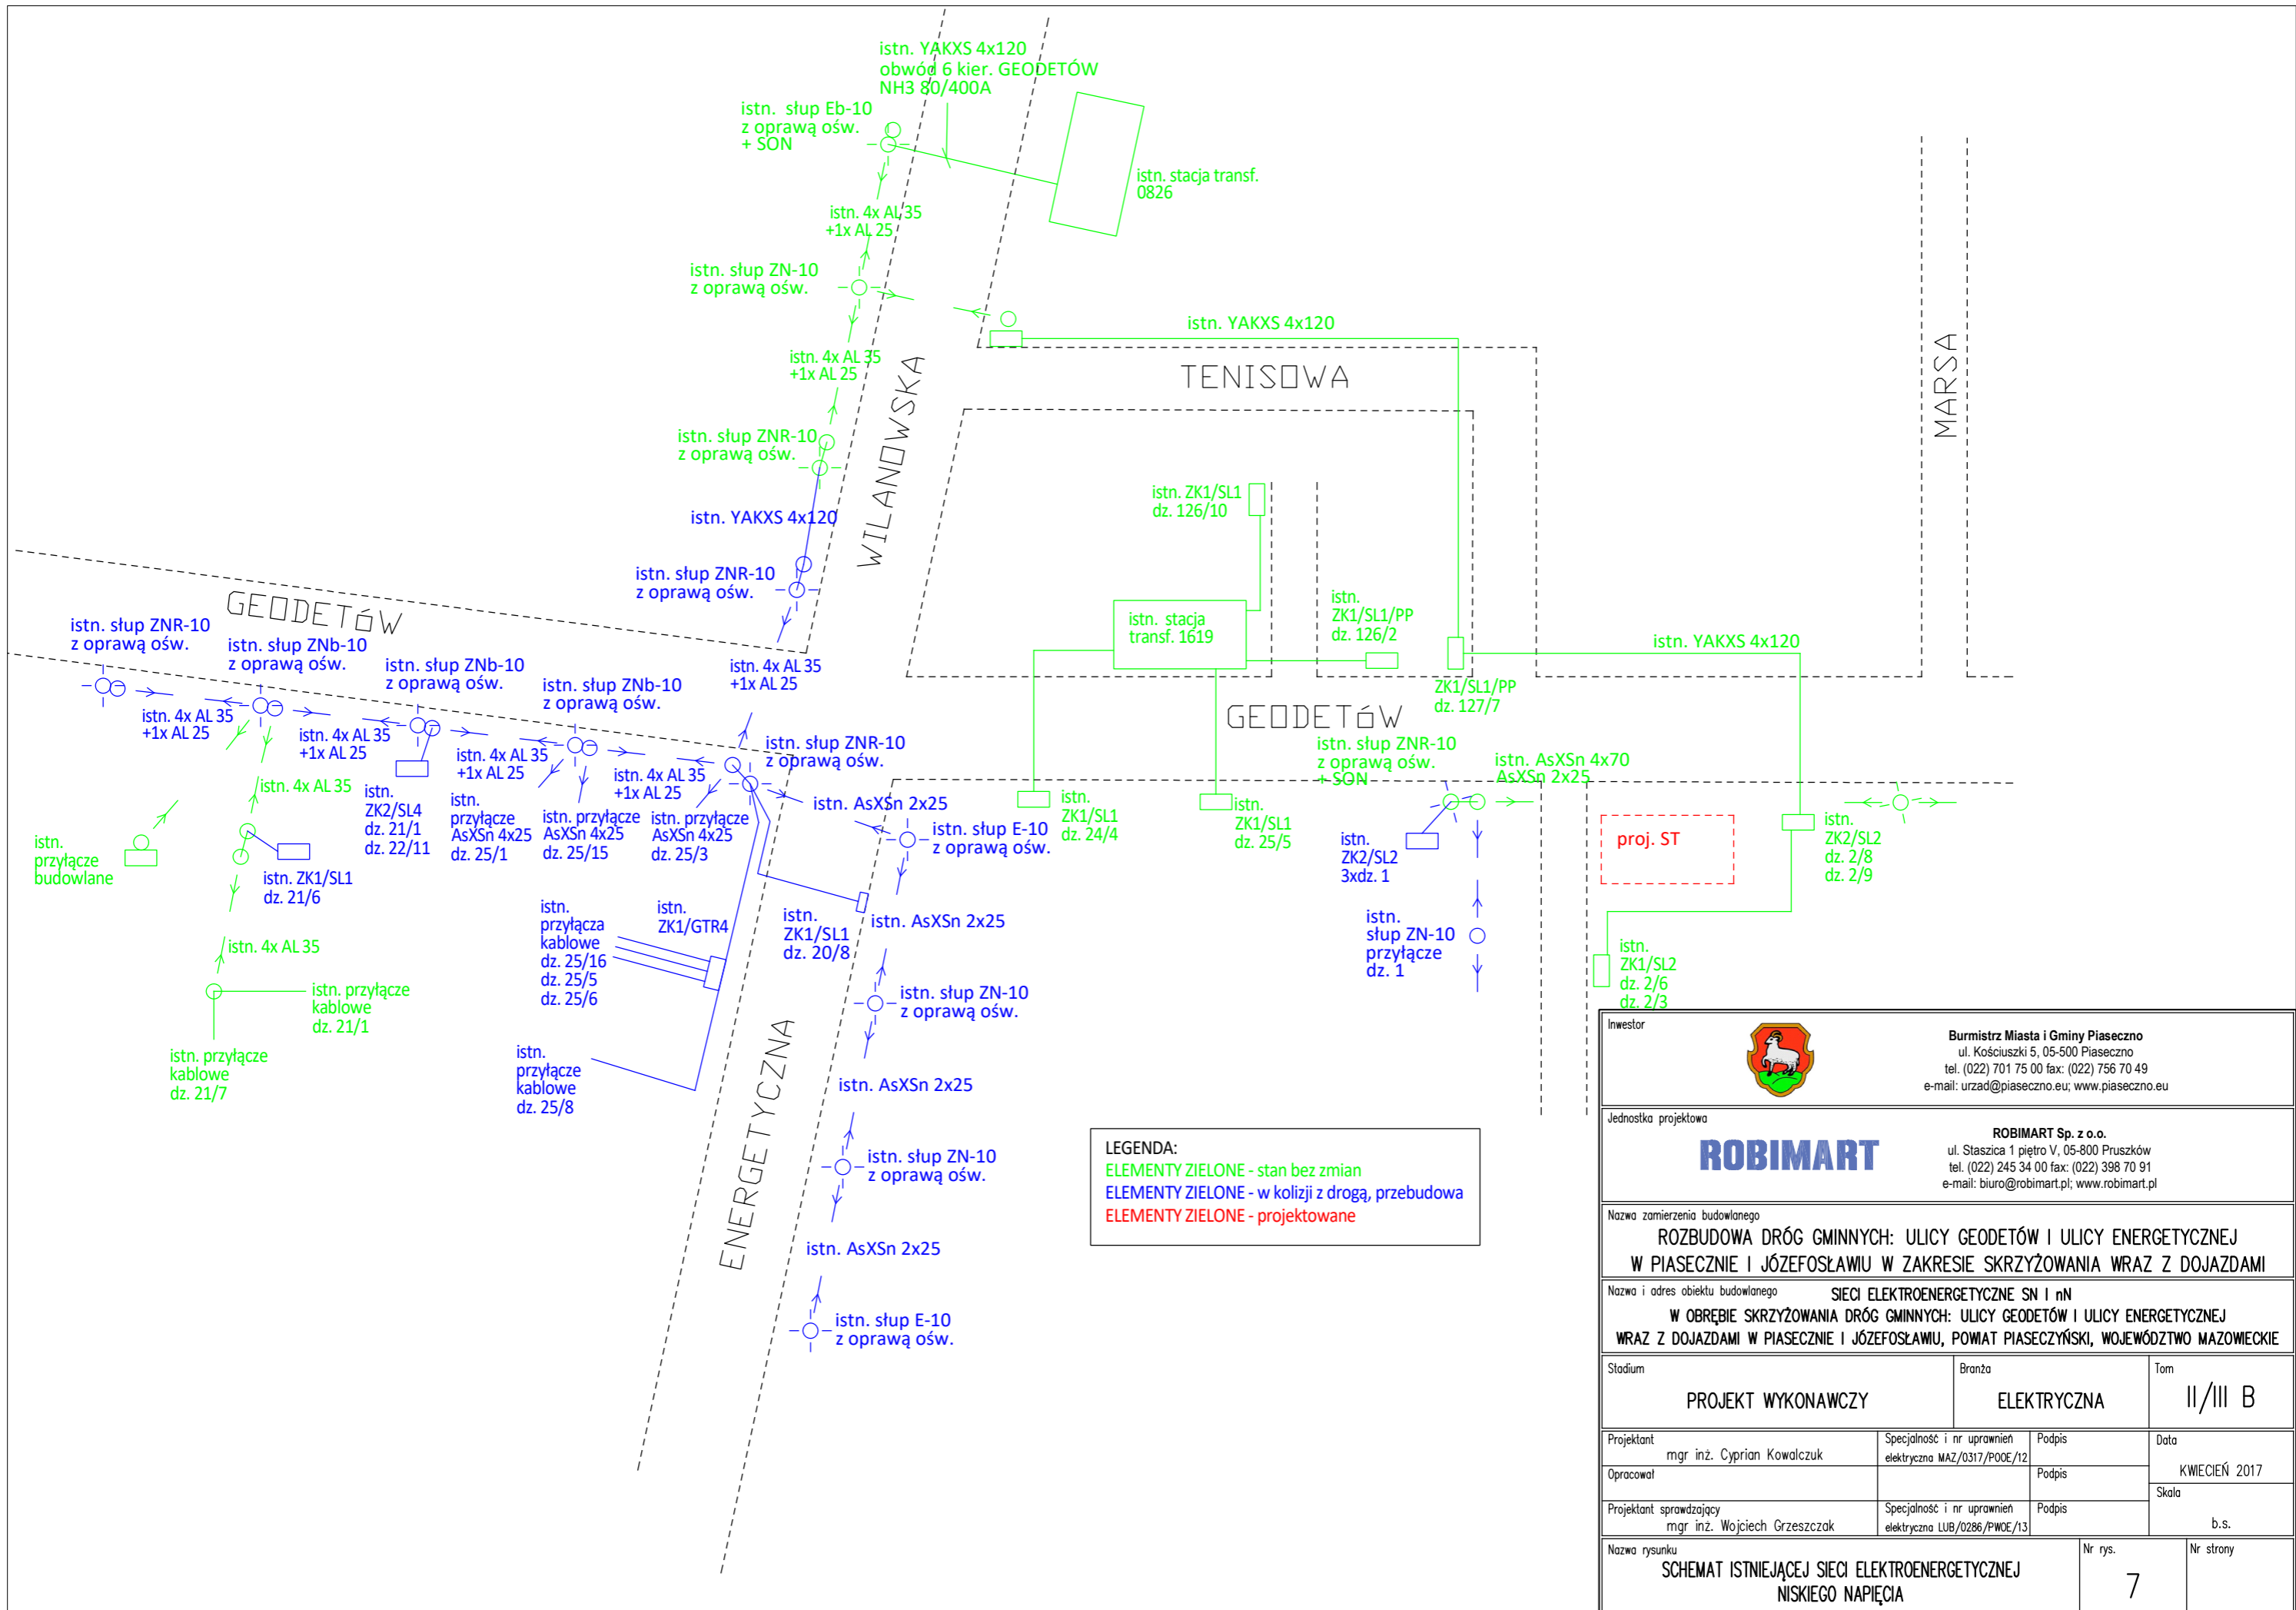 istn. YAKXS 4x120
obwód 6 kier. GEODETÓW
NH3 80/400A
istn. słup Eb-10
z oprawą ośw.
+ SON
istn. stacja transf.
0826
istn. 4x AL 35
+1x AL 25
istn. słup ZN-10
z oprawą ośw.
istn. YAKXS 4x120
istn. 4x AL 35
+1x AL 25
TENISOWA
MARSA
WILANOWSKA
istn. słup ZNR-10
z oprawą ośw.
istn. ZK1/SL1
dz. 126/10
istn. YAKXS 4x120
istn. słup ZNR-10
z oprawą ośw.
GEODETóW
istn. stacja
transf. 1619
istn.
ZK1/SL1/PP
dz. 126/2
istn. YAKXS 4x120
istn. słup ZNR-10
z oprawą ośw.
istn. słup ZNb-10
z oprawą ośw.
istn. słup ZNb-10
z oprawą ośw.
istn. słup ZNb-10
z oprawą ośw.
istn. 4x AL 35
+1x AL 25
ZK1/SL1/PP
dz. 127/7
GEODETóW
istn. 4x AL 35
+1x AL 25
istn. 4x AL 35
+1x AL 25
istn. 4x AL 35
+1x AL 25
istn. 4x AL 35
+1x AL 25
istn. słup ZNR-10
z oprawą ośw.
istn. słup ZNR-10
z oprawą ośw.
+ SON
istn. AsXSn 4x70
AsXSn 2x25
istn. 4x AL 35
istn.
ZK2/SL4
dz. 21/1
dz. 22/11
istn.
przyłącze
AsXSn 4x25
dz. 25/1
istn. przyłącze
AsXSn 4x25
dz. 25/15
istn. przyłącze
AsXSn 4x25
dz. 25/3
istn. AsXSn 2x25
istn. słup E-10
z oprawą ośw.
istn.
ZK1/SL1
dz. 24/4
istn.
ZK1/SL1
dz. 25/5
istn.
ZK2/SL2
3xdz. 1
proj. ST
istn.
ZK2/SL2
dz. 2/8
dz. 2/9
istn.
przyłącze
budowlane
istn. ZK1/SL1
dz. 21/6
istn.
przyłącza
kablowe
dz. 25/16
dz. 25/5
dz. 25/6
istn.
ZK1/GTR4
istn.
ZK1/SL1
dz. 20/8
istn. AsXSn 2x25
istn.
słup ZN-10
przyłącze
dz. 1
istn. 4x AL 35
istn.
ZK1/SL2
dz. 2/6
dz. 2/3
istn. przyłącze
kablowe
dz. 21/1
istn. słup ZN-10
z oprawą ośw.
istn. przyłącze
kablowe
dz. 21/7
istn.
przyłącze
kablowe
dz. 25/8
ENERGETYCZNA
istn. AsXSn 2x25
istn. słup ZN-10
z oprawą ośw.
istn. AsXSn 2x25
istn. słup E-10
z oprawą ośw.
LEGENDA:
ELEMENTY ZIELONE - stan bez zmian
ELEMENTY ZIELONE - w kolizji z drogą, przebudowa
ELEMENTY ZIELONE - projektowane
Inwestor
Burmistrz Miasta i Gminy Piaseczno
ul. Kościuszki 5, 05-500 Piaseczno
tel. (022) 701 75 00 fax: (022) 756 70 49
e-mail: urzad@piaseczno.eu; www.piaseczno.eu
Jednostka projektowa
ROBIMART
ROBIMART Sp. z o.o.
ul. Staszica 1 piętro V, 05-800 Pruszków
tel. (022) 245 34 00 fax: (022) 398 70 91
e-mail: biuro@robimart.pl; www.robimart.pl
Nazwa zamierzenia budowlanego
ROZBUDOWA DRÓG GMINNYCH: ULICY GEODETÓW I ULICY ENERGETYCZNEJ
W PIASECZNIE I JÓZEFOSŁAWIU W ZAKRESIE SKRZYŻOWANIA WRAZ Z DOJAZDAMI
Nazwa i adres obiektu budowlanego
SIECI ELEKTROENERGETYCZNE SN I nN
W OBRĘBIE SKRZYŻOWANIA DRÓG GMINNYCH: ULICY GEODETÓW I ULICY ENERGETYCZNEJ
WRAZ Z DOJAZDAMI W PIASECZNIE I JÓZEFOSŁAWIU, POWIAT PIASECZYŃSKI, WOJEWÓDZTWO MAZOWIECKIE
Stadium
PROJEKT WYKONAWCZY
Branża
ELEKTRYCZNA
Tom
II/III B
Projektant
mgr inż. Cyprian Kowalczuk
Specjalność i nr uprawnień
elektryczna MAZ/0317/POOE/12
Podpis
Data
KWIECIEŃ 2017
Opracował
Podpis
Skala
b.s.
Projektant sprawdzający
mgr inż. Wojciech Grzeszczak
Specjalność i nr uprawnień
elektryczna LUB/0286/PWOE/13
Podpis
Nazwa rysunku
SCHEMAT ISTNIEJĄCEJ SIECI ELEKTROENERGETYCZNEJ
NISKIEGO NAPIĘCIA
Nr rys.
7
Nr strony